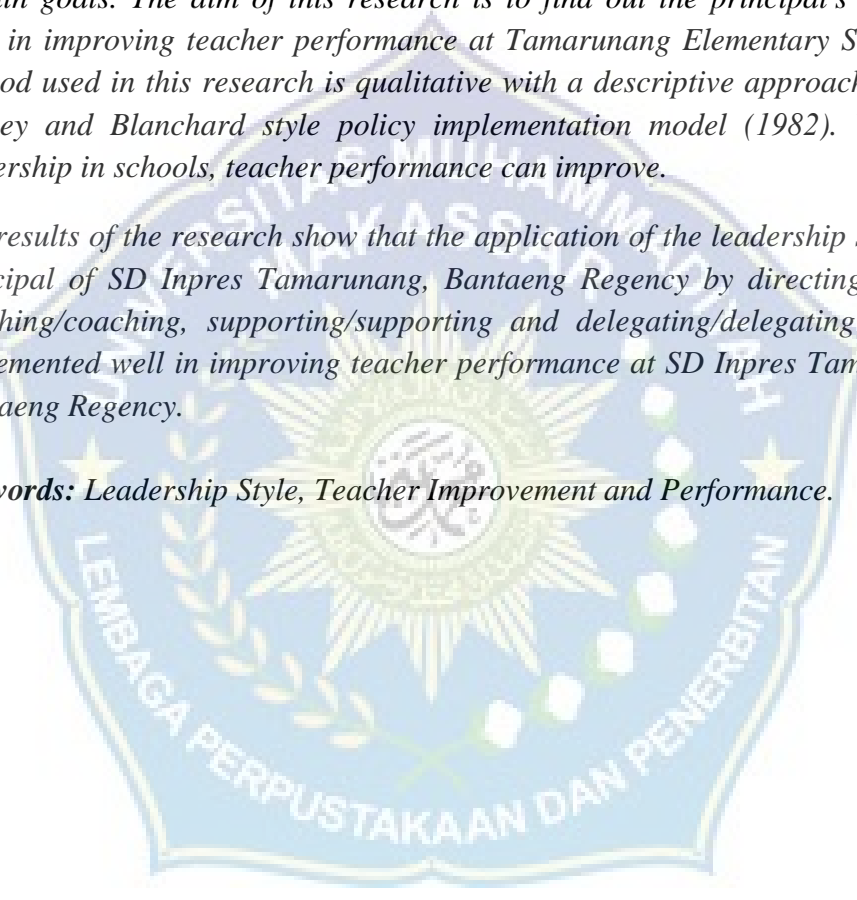 goals. The aim of this research is to find out the principal's
in improving teacher performance at Tamarunang Elementary S
od used in this research is qualitative with a descriptive approach
ey and Blanchard style policy implementation model (1982).
ership in schools, teacher performance can improve.
results of the research show that the application of the leadership
cipal of SD Inpres Tamarunang, Bantaeng Regency by directing
hing/coaching, supporting/supporting and delegating/delegating
emented well in improving teacher performance at SD Inpres Tam
aeng Regency.
words: Leadership Style, Teacher Improvement and Performance.
UNIVERSITAS MUHAMMADIYAH
MAKASSAR
LEMBAGA PERPUSTAKAAN DAN PENERBITAN